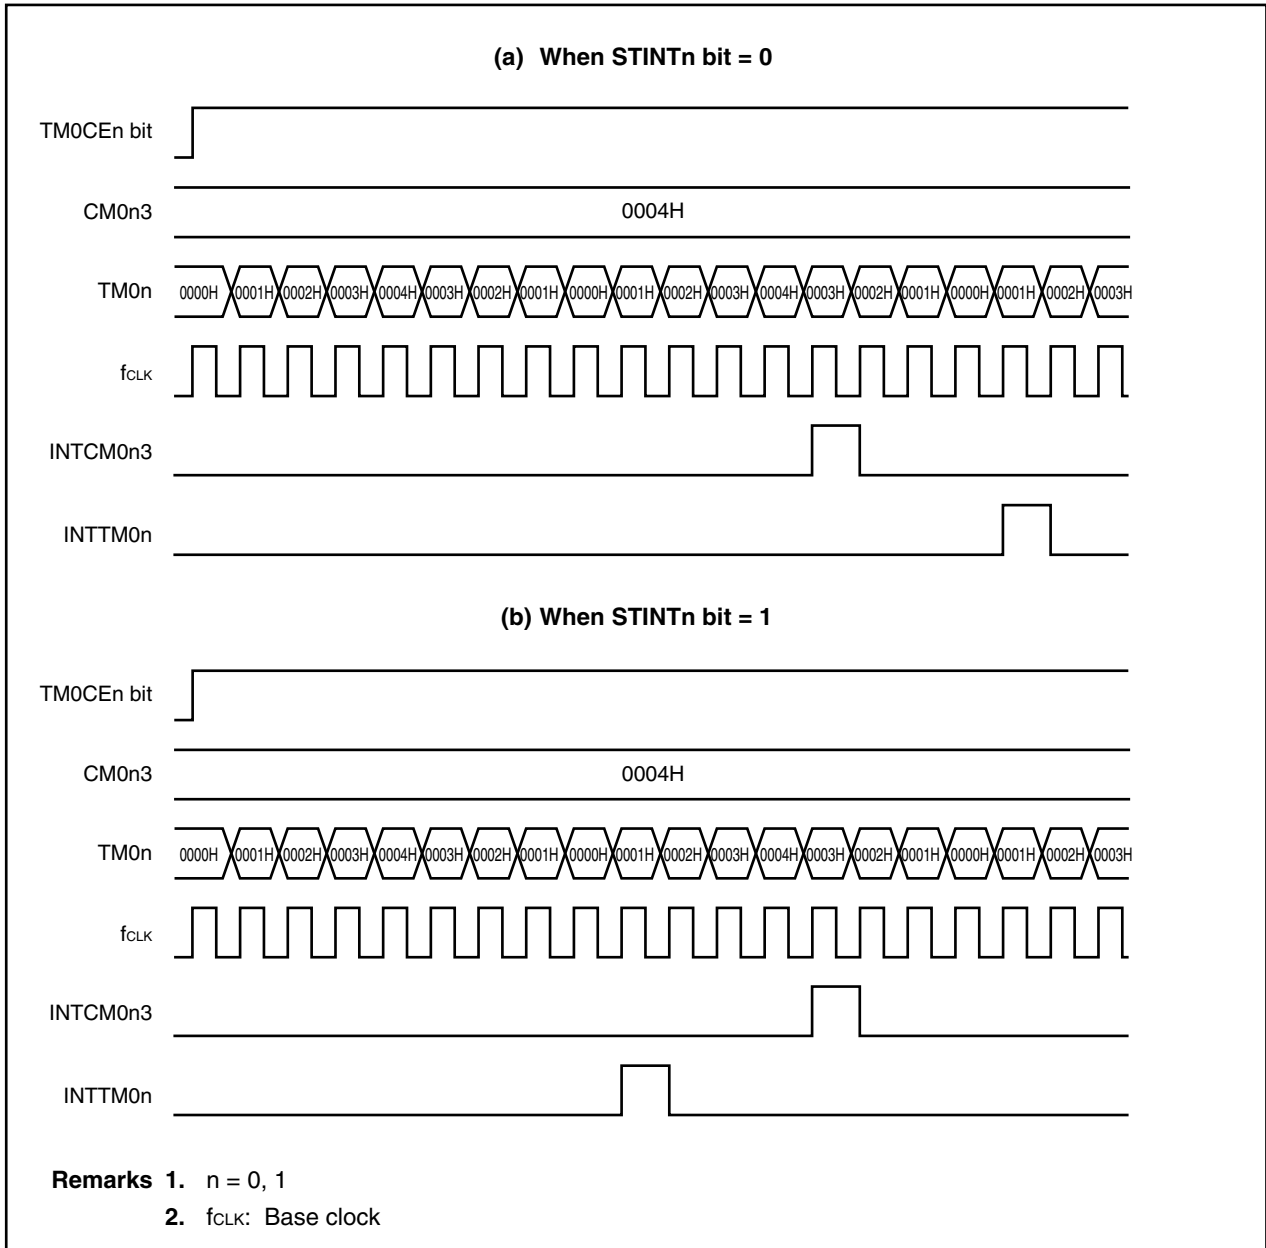 (a) When STINTn bit = 0
TM0CEn bit
CM0n3
0004H
TM0n
0000H 0001H 0002H 0003H 0004H 0003H 0002H 0001H 0000H 0001H 0002H 0003H 0004H 0003H 0002H 0001H 0000H 0001H 0002H 0003H
fCLK
INTCM0n3
INTTM0n
(b) When STINTn bit = 1
TM0CEn bit
CM0n3
0004H
TM0n
0000H 0001H 0002H 0003H 0004H 0003H 0002H 0001H 0000H 0001H 0002H 0003H 0004H 0003H 0002H 0001H 0000H 0001H 0002H 0003H
fCLK
INTCM0n3
INTTM0n
Remarks 1. n = 0, 1
2. fCLK: Base clock